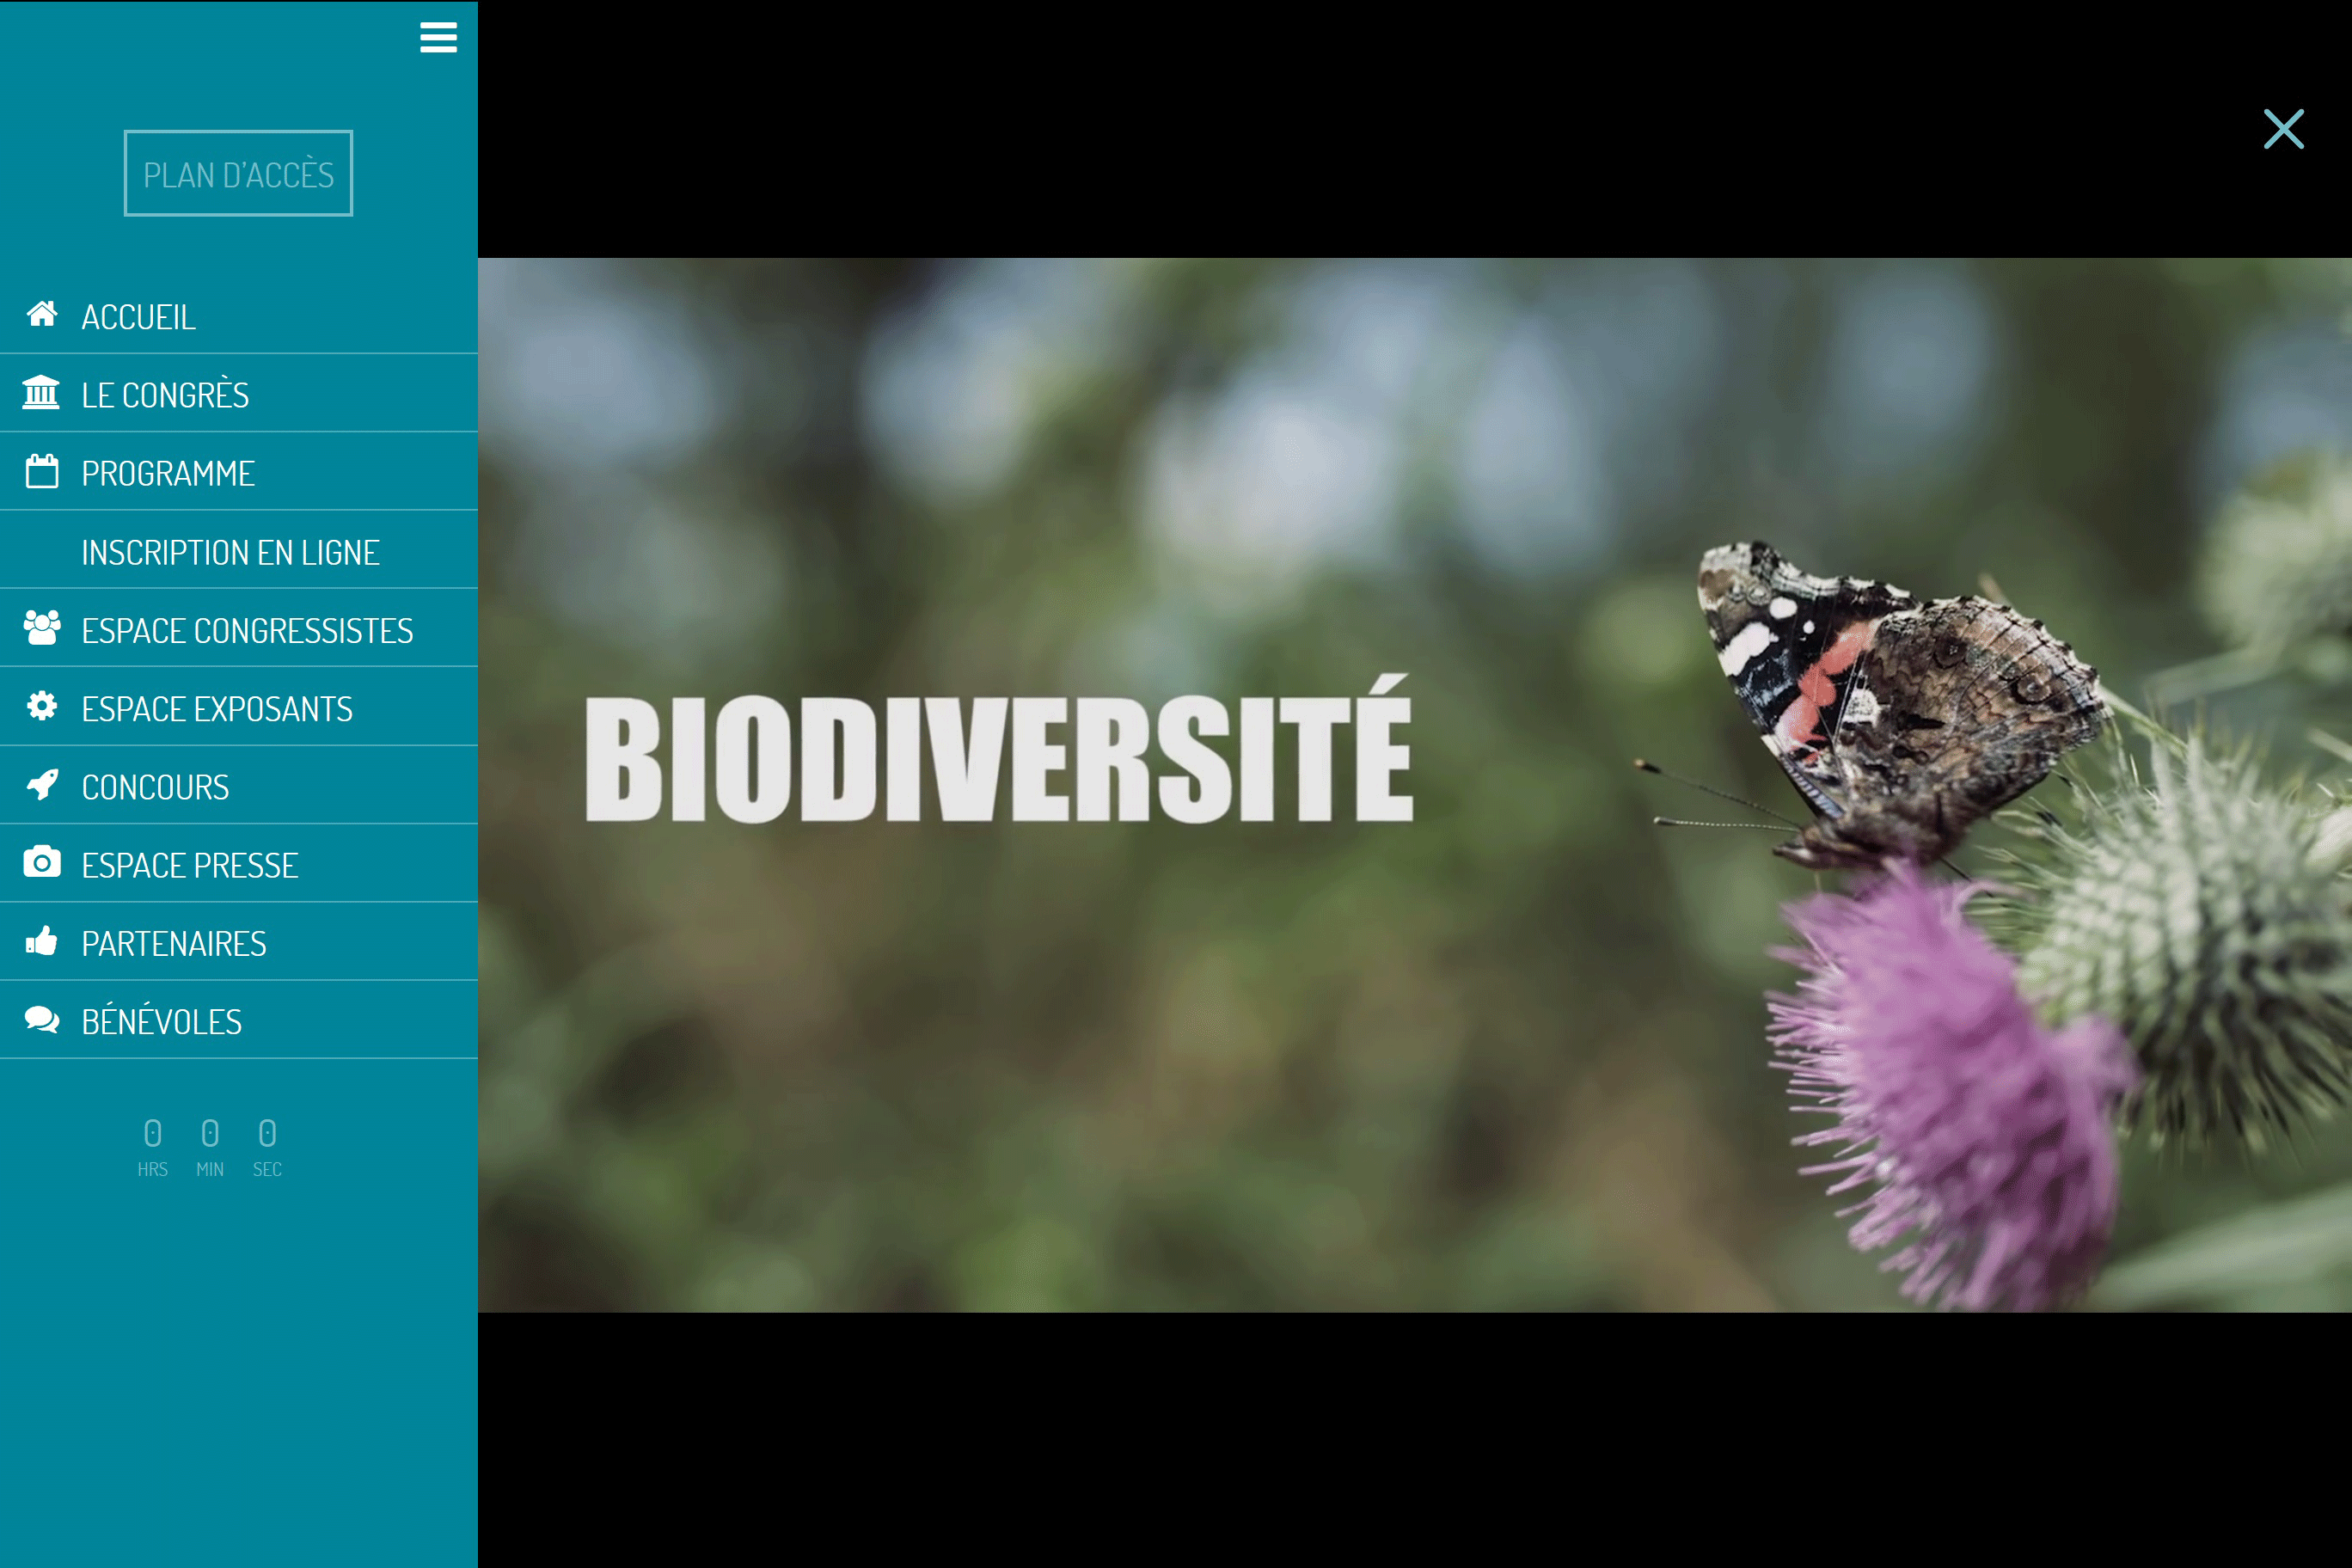 PLAN D’ACCÈS
ACCUEIL
LE CONGRÈS
PROGRAMME
INSCRIPTION EN LIGNE
ESPACE CONGRESSISTES
ESPACE EXPOSANTS
CONCOURS
ESPACE PRESSE
PARTENAIRES
BÉNÉVOLES
0 0 0
HRS MIN SEC
BIODIVERSITÉ